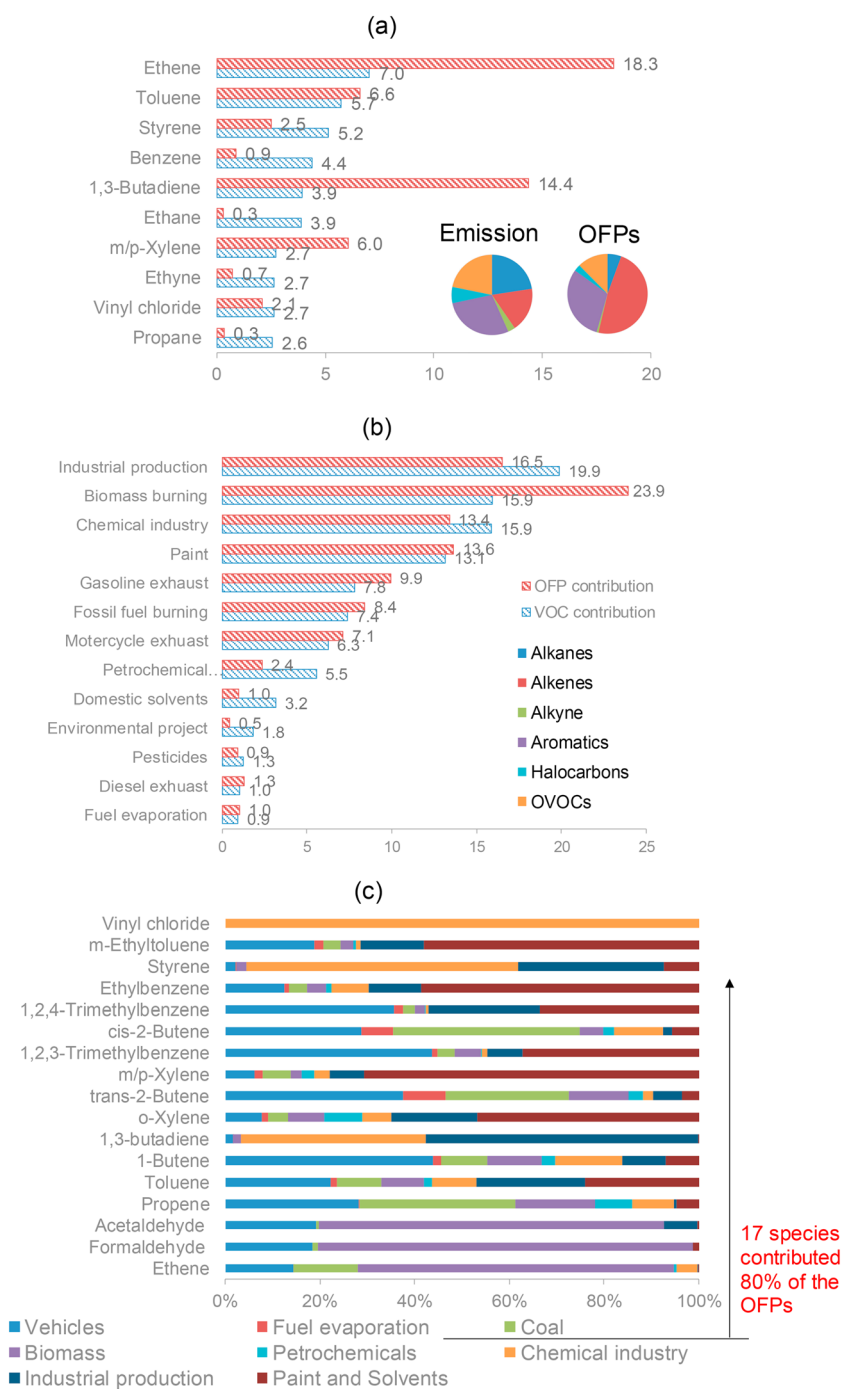 (a)
Ethene
18.3
7.0
Toluene
6.6
5.7
Styrene
2.5
5.2
Benzene
0.9
4.4
1,3-Butadiene
14.4
3.9
Ethane
0.3
3.9
m/p-Xylene
6.0
2.7
Emission
OFPs
Ethyne
0.7
2.7
Vinyl chloride
2.1
2.7
Propane
0.3
2.6
0 5 10 15 20
(b)
Industrial production
16.5
19.9
Biomass burning
23.9
15.9
Chemical industry
13.4
15.9
Paint
13.6
13.1
Gasoline exhaust
9.9
7.8
Fossil fuel burning
8.4
7.4
Motercycle exhuast
7.1
6.3
Petrochemical…
2.4
5.5
Domestic solvents
1.0
3.2
Environmental project
0.5
1.8
Pesticides
0.9
1.3
Diesel exhuast
1.3
1.0
Fuel evaporation
1.0
0.9
0 5 10 15 20 25
OFP contribution
VOC contribution
Alkanes
Alkenes
Alkyne
Aromatics
Halocarbons
OVOCs
(c)
Vinyl chloride
m-Ethyltoluene
Styrene
Ethylbenzene
1,2,4-Trimethylbenzene
cis-2-Butene
1,2,3-Trimethylbenzene
m/p-Xylene
trans-2-Butene
o-Xylene
1,3-butadiene
1-Butene
Toluene
Propene
Acetaldehyde
Formaldehyde
Ethene
0% 20% 40% 60% 80% 100%
17 species
contributed
80% of the
OFPs
Vehicles Fuel evaporation Coal
Biomass Petrochemicals Chemical industry
Industrial production Paint and Solvents